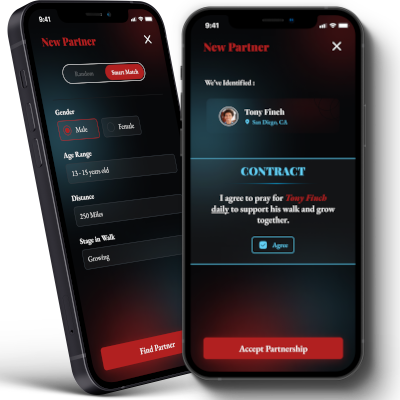 9:41
New Partner
Random
Smart Match
Gender
Male
Female
Age Range
13 - 15 years old
Distance
250 Miles
Stage in Walk
Growing
Find Partner
9:41
New Partner
We've Identified :
Tony Finch
San Diego, CA
CONTRACT
I agree to pray for Tony Finch
daily to support his walk and grow
together.
Agree
Accept Partnership